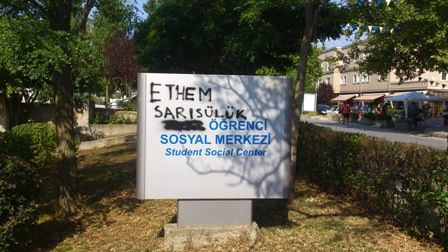 ETHEM
SARISÜLÜK
ÖĞRENCİ
SOSYAL MERKEZİ
Student Social Center